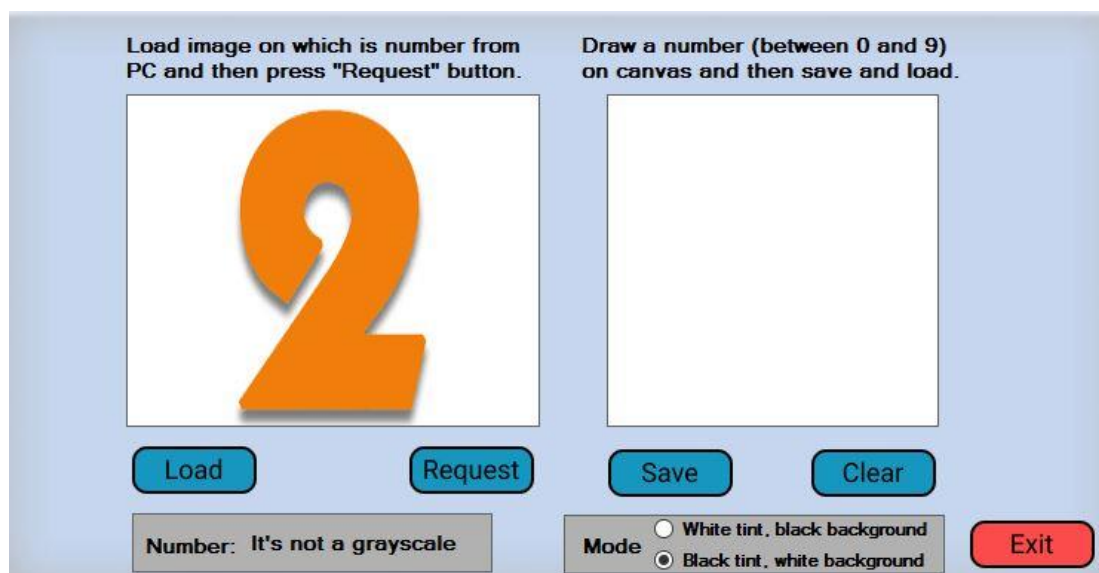 Load image on which is number from
PC and then press "Request" button.
Draw a number (between 0 and 9)
on canvas and then save and load.
2
Load
Request
Save
Clear
Number: It's not a grayscale
Mode
White tint, black background
Black tint, white background
Exit